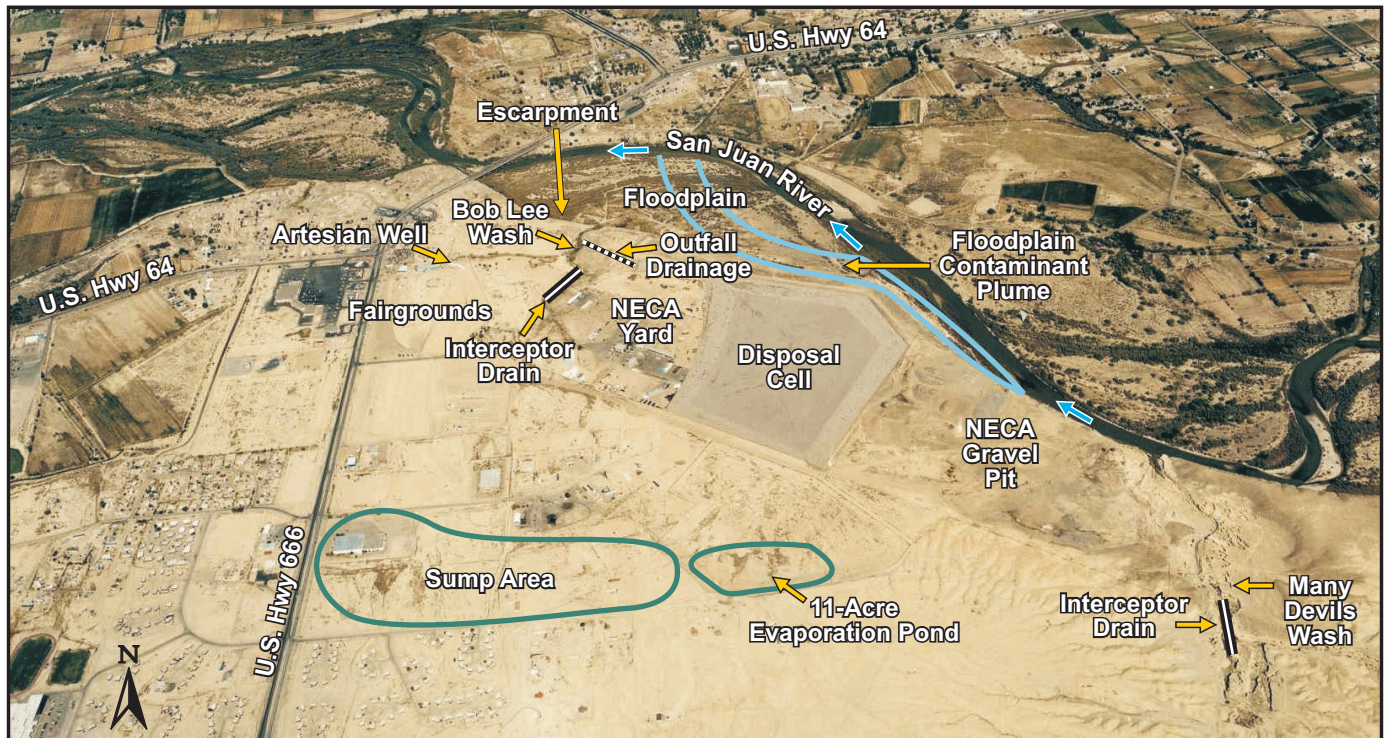 U.S. Hwy 64
Escarpment
San Juan River
Floodplain
Bob Lee
Wash
Artesian Well
Outfall
Drainage
Floodplain
Contaminant
Plume
U.S. Hwy 64
Fairgrounds
NECA
Yard
Interceptor
Drain
Disposal
Cell
NECA
Gravel
Pit
U.S. Hwy 666
Sump Area
11-Acre
Evaporation Pond
Interceptor
Drain
Many
Devils
Wash
N